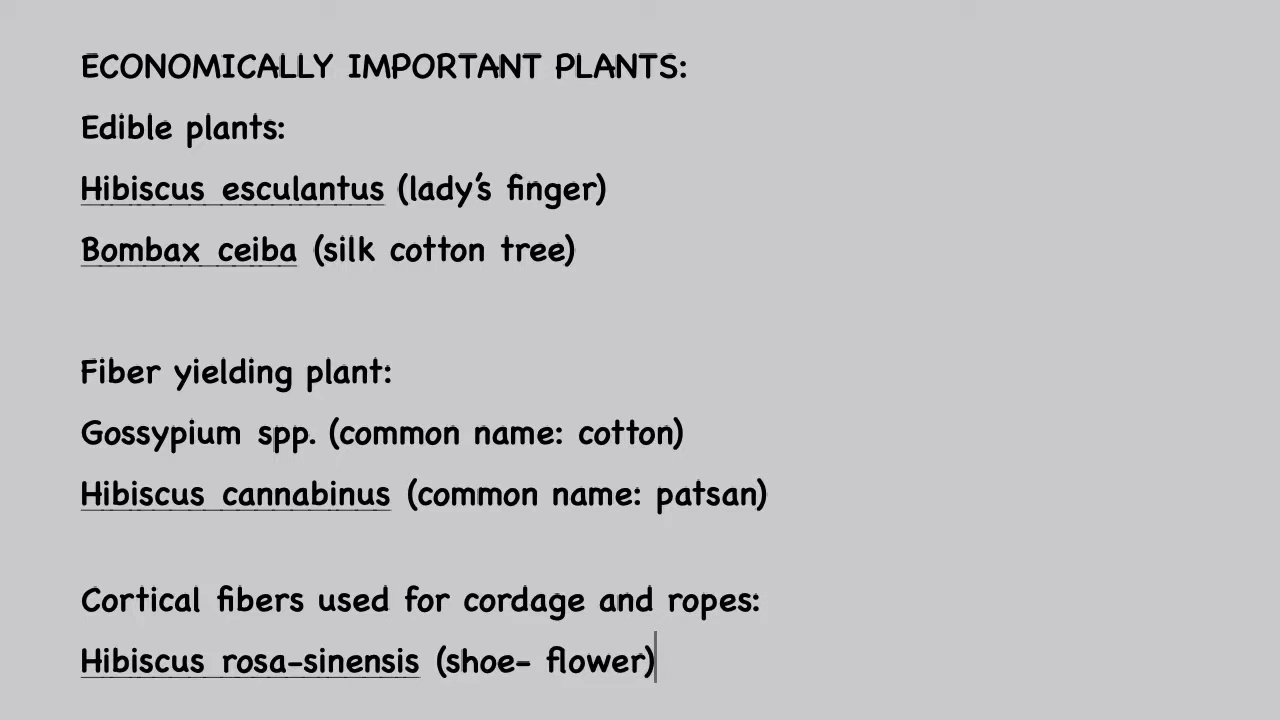 ECONOMICALLY IMPORTANT PLANTS:
Edible plants:
Hibiscus esculantus (lady's finger)
Bombax ceiba (silk cotton tree)
Fiber yielding plant:
Gossypium spp. (common name: cotton)
Hibiscus cannabinus (common name: patsan)
Cortical fibers used for cordage and ropes:
Hibiscus rosa-sinensis (shoe- flower)